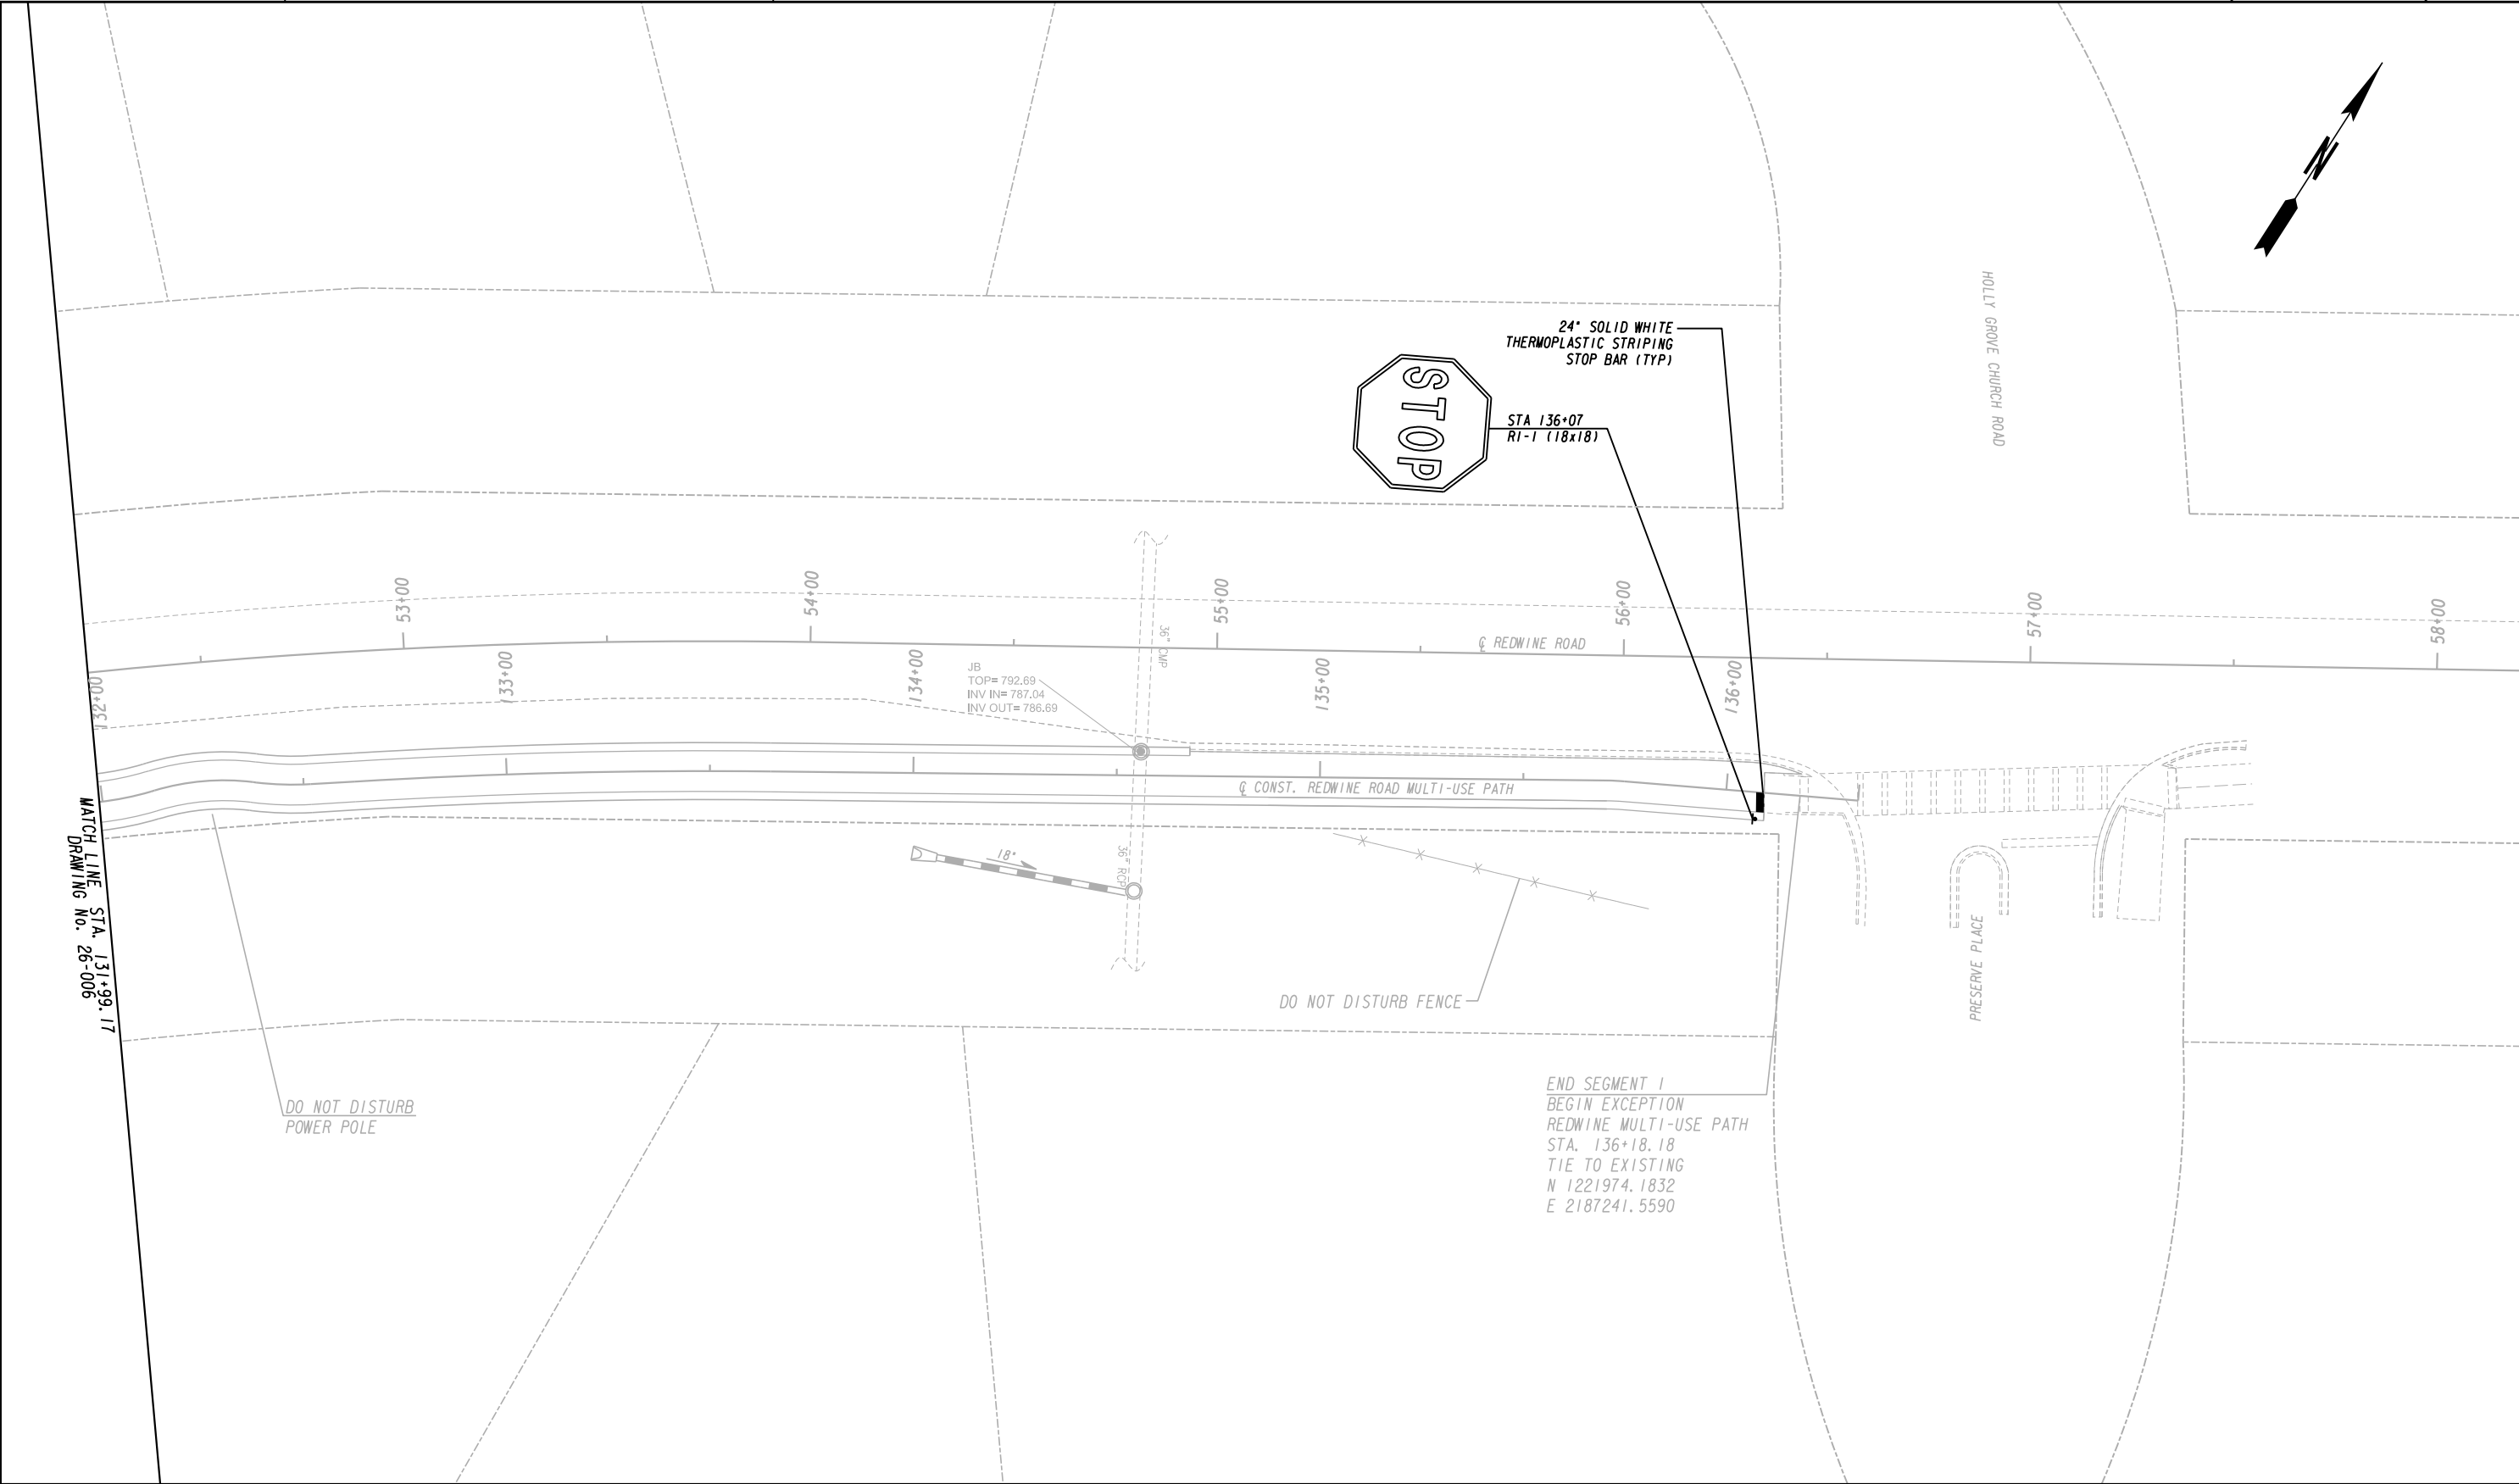 N
HOLLY GROVE CHURCH ROAD
24" SOLID WHITE
THERMOPLASTIC STRIPING
STOP BAR (TYP)
STOP
STA 136+07
R1-1 (18x18)
53+00
54+00
55+00
56+00
57+00
58+00
℄ REDWINE ROAD
132+00
133+00
134+00
135+00
136+00
36" CMP
JB
TOP= 792.69
INV IN= 787.04
INV OUT= 786.69
℄ CONST. REDWINE ROAD MULTI-USE PATH
MATCH LINE STA. 131+99.17
DRAWING No. 26-006
18"
36" RCP
DO NOT DISTURB FENCE
PRESERVE PLACE
DO NOT DISTURB
POWER POLE
END SEGMENT 1
BEGIN EXCEPTION
REDWINE MULTI-USE PATH
STA. 136+18.18
TIE TO EXISTING
N 1221974.1832
E 2187241.5590